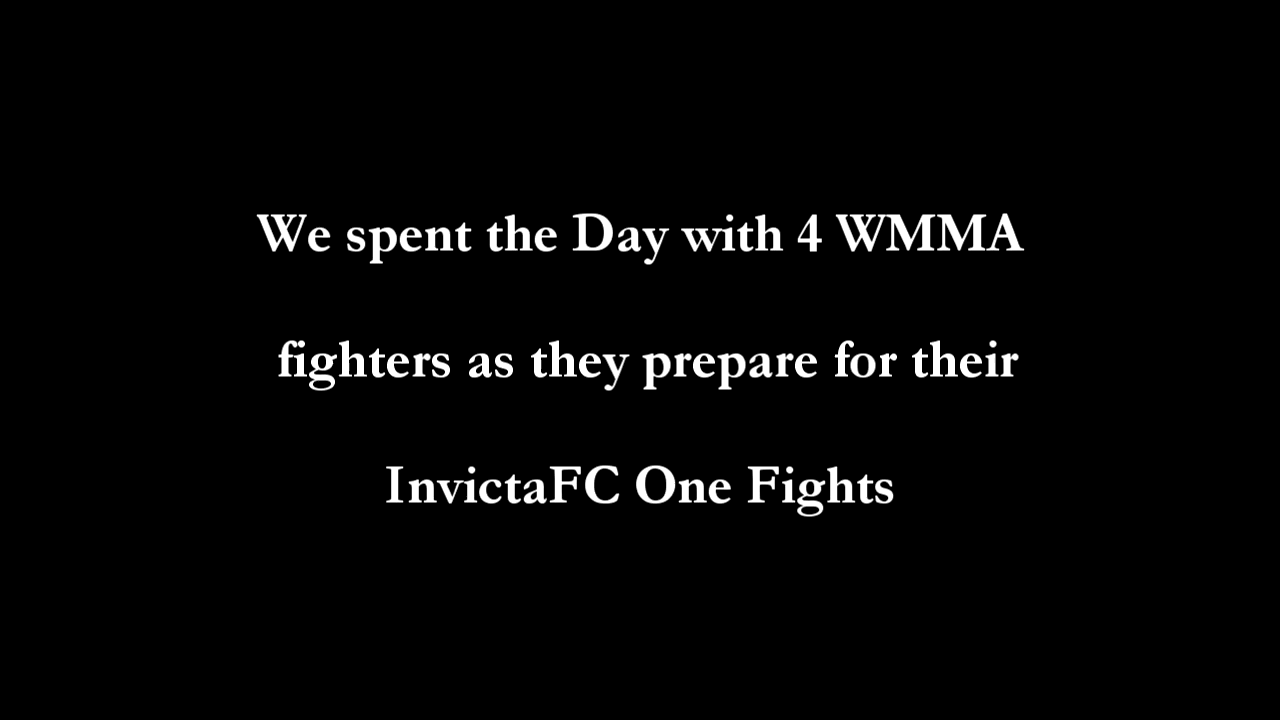 We spent the Day with 4 WMMA
fighters as they prepare for their
InvictaFC One Fights